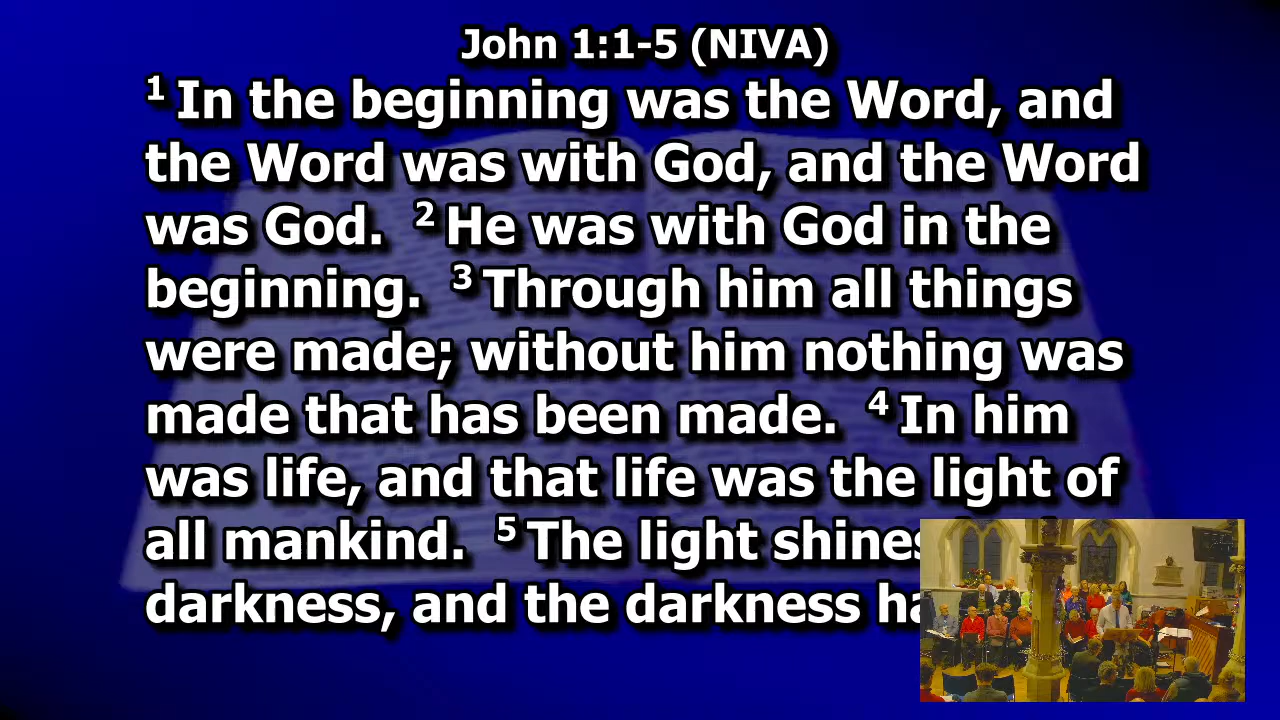 John 1:1-5 (NIVA)
1 In the beginning was the Word, and
the Word was with God, and the Word
was God. 2 He was with God in the
beginning. 3 Through him all things
were made; without him nothing was
made that has been made. 4 In him
was life, and that life was the light of
all mankind. 5 The light shines
darkness, and the darkness ha